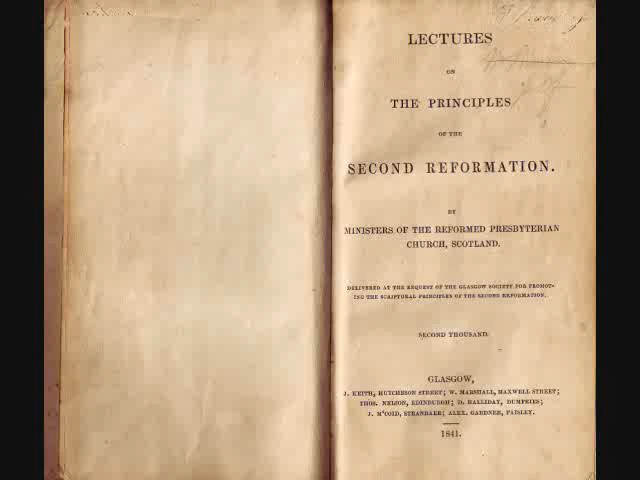 LECTURES
ON
THE PRINCIPLES
OF THE
SECOND REFORMATION.
BY
MINISTERS OF THE REFORMED PRESBYTERIAN
CHURCH, SCOTLAND.
DELIVERED AT THE REQUEST OF THE GLASGOW SOCIETY FOR PROMOT-
ING THE SCRIPTURAL PRINCIPLES OF THE SECOND REFORMATION.
SECOND THOUSAND.
GLASGOW,
J. KEITH, HUTCHESON STREET; W. MARSHALL, MAXWELL STREET;
THOS. NELSON, EDINBURGH; D. HALLIDAY, DUMFRIES;
J. M'COID, STRANRAER; ALEX. GARDNER, PAISLEY.
1841.